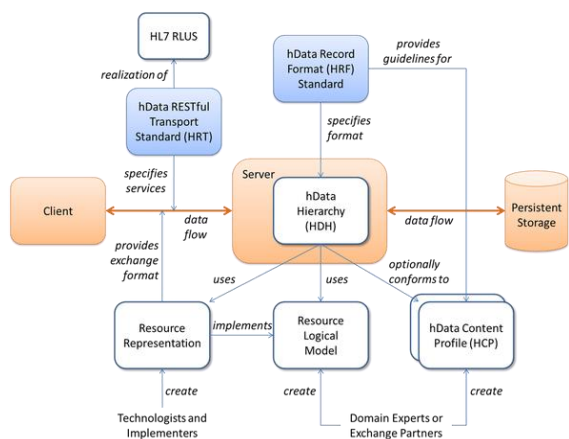 HL7 RLUS
realization of
hData RESTful
Transport
Standard (HRT)
specifies
services
hData Record
Format (HRF)
Standard
provides
guidelines for
specifies
format
Server
Client
data
flow
hData
Hierarchy
(HDH)
data flow
Persistent
Storage
provides
exchange
format
uses
uses
optionally
conforms to
Resource
Representation
implements
Resource
Logical
Model
hData Content
Profile (HCP)
create
create
create
Technologists and
Implementers
Domain Experts or
Exchange Partners